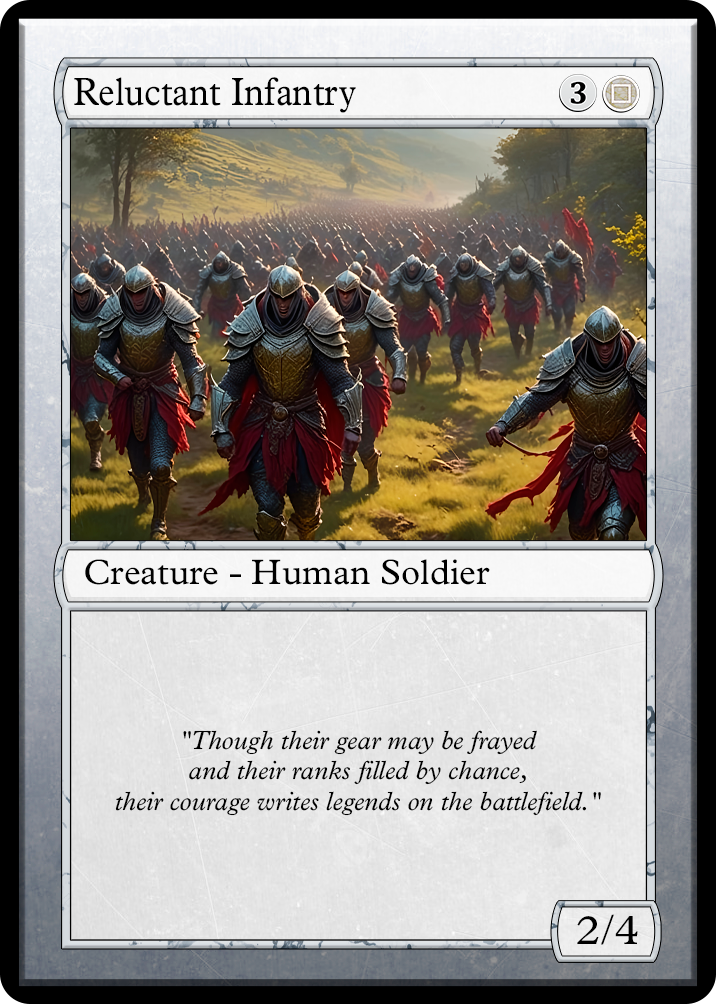 Reluctant Infantry 3
Creature - Human Soldier
"Though their gear may be frayed
and their ranks filled by chance,
their courage writes legends on the battlefield."
2/4